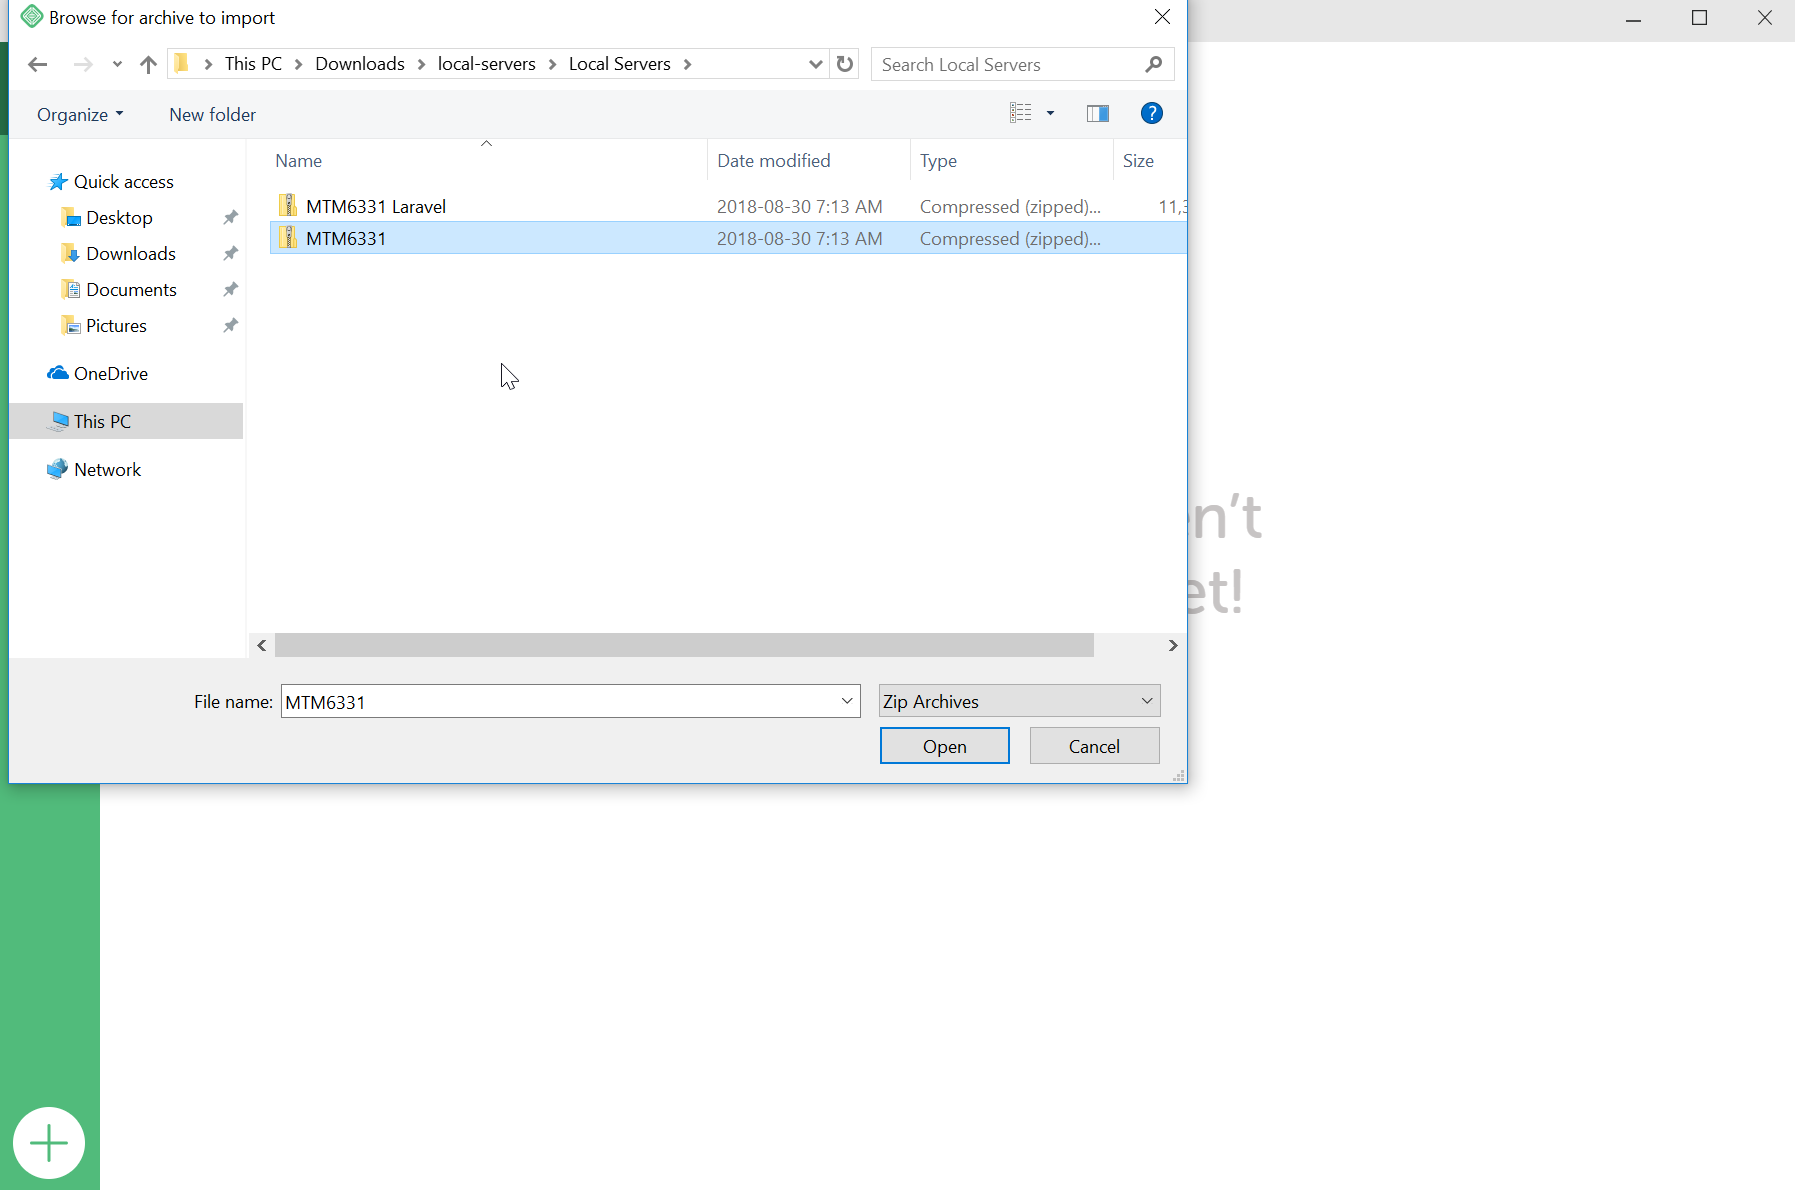 Browse for archive to import
This PC > Downloads > local-servers > Local Servers >
Search Local Servers
Organize
New folder
?
Name
Date modified
Type
Size
MTM6331 Laravel
2018-08-30 7:13 AM
Compressed (zipped)...
MTM6331
2018-08-30 7:13 AM
Compressed (zipped)...
Quick access
Desktop
Downloads
Documents
Pictures
OneDrive
This PC
Network
File name:
MTM6331
Zip Archives
Open
Cancel